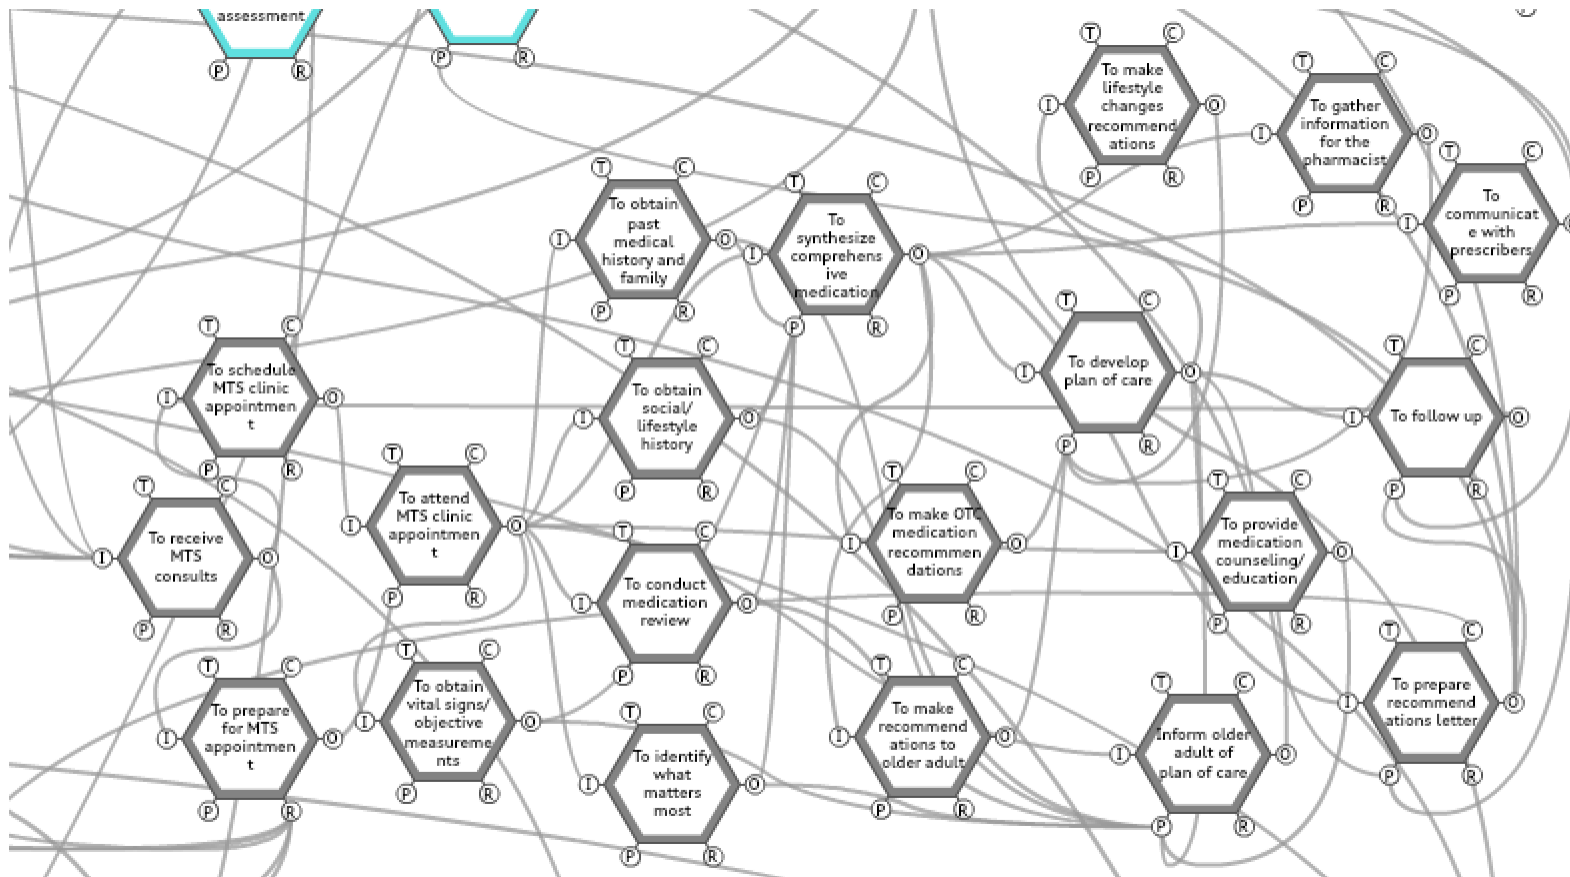 assessment
P
R
P
R
P
T
C
To make
lifestyle
changes
recommend
ations
I
O
P
R
T
C
To gather
information
for the
pharmacist
I
O
P
R
T
C
To
communicat
e with
prescribers
I
P
R
T
C
To obtain
past
medical
history and
family
I
O
P
R
T
C
To
synthesize
comprehens
ive
medication
I
O
P
R
T
C
To develop
plan of care
I
O
P
R
T
C
To schedule
MTS clinic
appointmen
t
I
O
P
R
T
C
To obtain
social/
lifestyle
history
I
O
P
R
T
C
To follow up
I
O
P
R
T
C
To receive
MTS
consults
I
O
P
R
T
C
To attend
MTS clinic
appointmen
t
I
O
P
R
T
C
To conduct
medication
review
I
O
P
R
T
C
To make OTC
medication
recommmen
dations
I
O
P
R
T
C
To provide
medication
counseling/
education
I
O
P
R
T
C
To prepare
for MTS
appointmen
t
I
O
P
R
T
C
To obtain
vital signs/
objective
measureme
nts
I
O
P
R
T
C
To identify
what
matters
most
I
O
P
R
T
C
To make
recommend
ations to
older adult
I
O
P
R
T
C
Inform older
adult of
plan of care
I
O
P
R
T
C
To prepare
recommend
ations letter
I
O
P
R